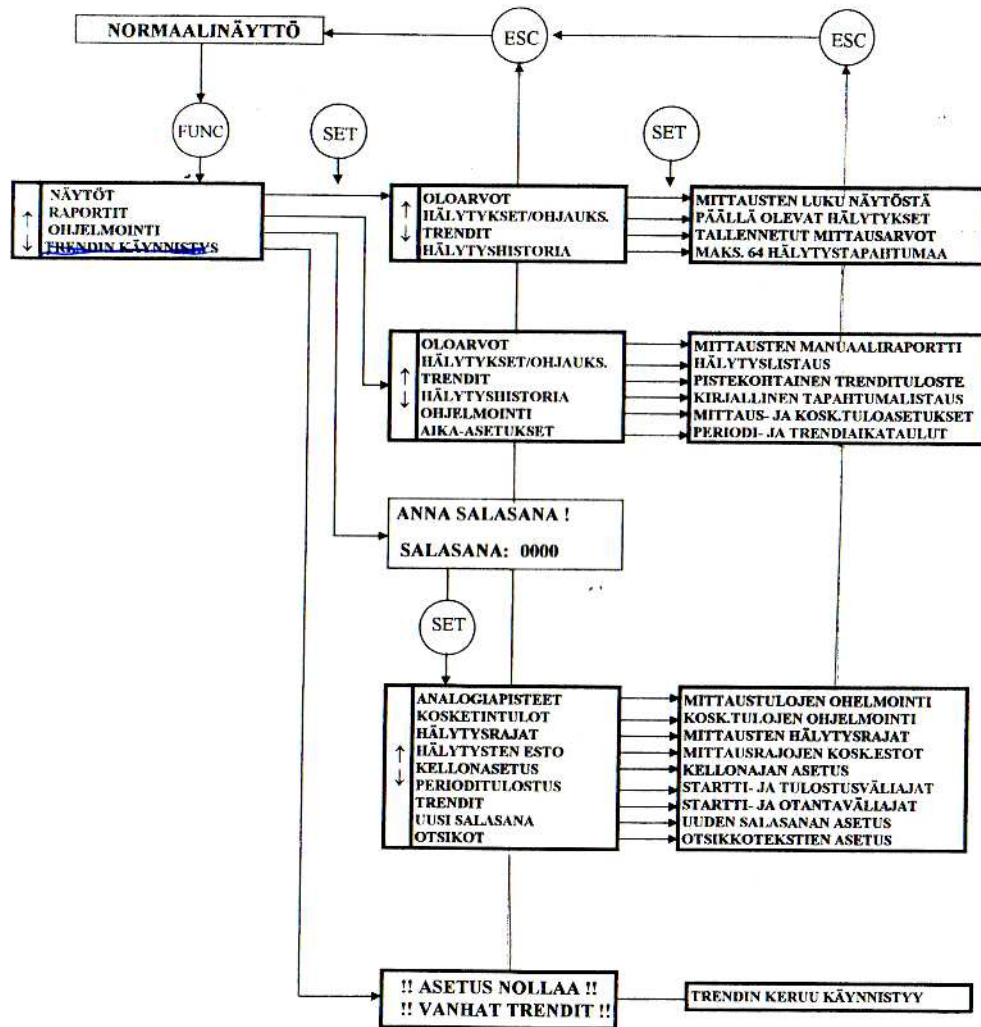 NORMAALINÄYTTÖ
ESC
ESC
FUNC
SET
SET
NÄYTÖT
RAPORTIT
OHJELMOINTI
TRENDIN KÄYNNISTYS
↑
↓
OLOARVOT
HÄLYTYKSET/OHJAUKS.
TRENDIT
HÄLYTYSHISTORIA
↑
↓
MITTAUSTEN LUKU NÄYTÖSTÄ
PÄÄLLÄ OLEVAT HÄLYTYKSET
TALLENNETUT MITTAUSARVOT
MAKS. 64 HÄLYTYSTAPAHTUMAA
OLOARVOT
HÄLYTYKSET/OHJAUKS.
TRENDIT
HÄLYTYSHISTORIA
OHJELMOINTI
AIKA-ASETUKSET
↑
↓
MITTAUSTEN MANUAALIRAPORTTI
HÄLYTYSLISTAUS
PISTEKOHTAINEN TRENDITULOSTE
KIRJALLINEN TAPAHTUMALISTAUS
MITTAUS- JA KOSK.TULOASETUKSET
PERIODI- JA TRENDIAIKATAULUT
ANNA SALASANA !
SALASANA: 0000
SET
ANALOGIAPISTEET
KOSKETINTULOT
HÄLYTYSRAJAT
HÄLYTYSTEN ESTO
KELLONASETUS
PERIODITULOSTUS
TRENDIT
UUSI SALASANA
OTSIKOT
↑
↓
MITTAUSTULOJEN OHELMOINTI
KOSK.TULOJEN OHJELMOINTI
MITTAUSTEN HÄLYTYSRAJAT
MITTAUSRAJOJEN KOSK.ESTOT
KELLONAJAN ASETUS
STARTTI- JA TULOSTUSVÄLIAJAT
STARTTI- JA OTANTAVÄLIAJAT
UUDEN SALASANAN ASETUS
OTSIKKOTEKSTIEN ASETUS
!! ASETUS NOLLAA !!
!! VANHAT TRENDIT !!
TRENDIN KERUU KÄYNNISTYY